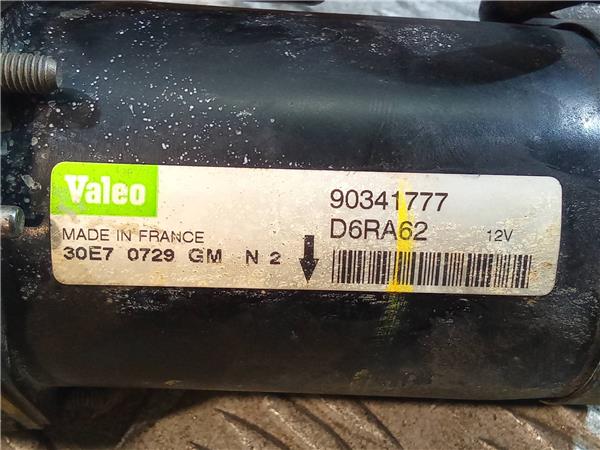 Valeo
90341777
MADE IN FRANCE
D6RA62 12V
30E7 0729 GM N 2